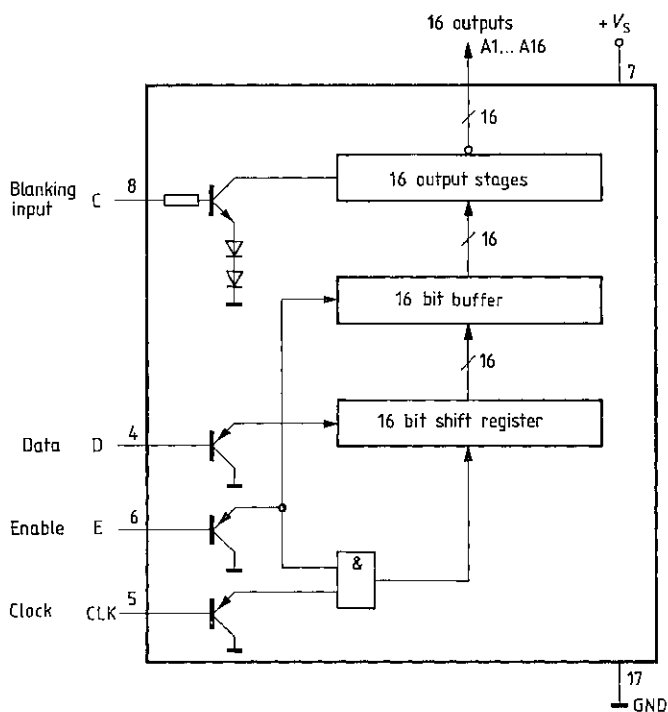 16 outputs
A1... A16
+ VS
7
16
Blanking
input
C
8
16 output stages
16
16 bit buffer
16
Data
D
4
16 bit shift register
Enable
E
6
&
Clock
CLK
5
17
GND